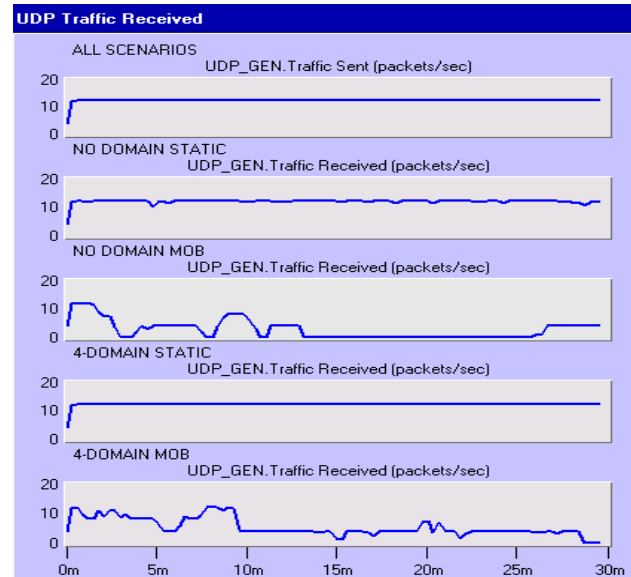 UDP Traffic Received
ALL SCENARIOS
UDP_GEN.Traffic Sent (packets/sec)
20
10
0
NO DOMAIN STATIC
UDP_GEN.Traffic Received (packets/sec)
20
10
0
NO DOMAIN MOB
UDP_GEN.Traffic Received (packets/sec)
20
10
0
4-DOMAIN STATIC
UDP_GEN.Traffic Received (packets/sec)
20
10
0
4-DOMAIN MOB
UDP_GEN.Traffic Received (packets/sec)
20
10
0
0m 5m 10m 15m 20m 25m 30m